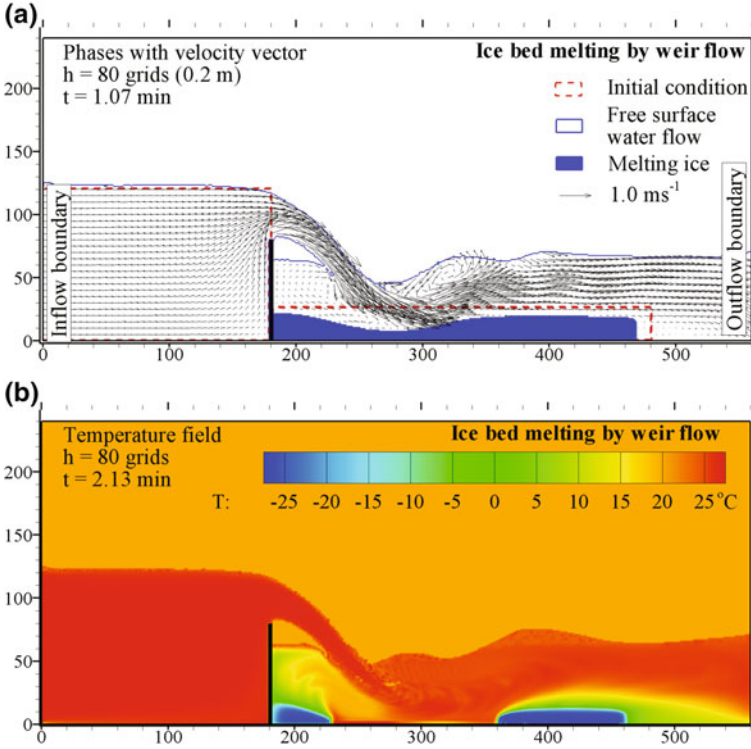 (a)
Phases with velocity vector
h = 80 grids (0.2 m)
t = 1.07 min
Ice bed melting by weir flow
Initial condition
Free surface
water flow
Melting ice
1.0 ms⁻¹
Inflow boundary
Outflow boundary
200
150
100
50
0
0 100 200 300 400 500
(b)
Temperature field
h = 80 grids
t = 2.13 min
Ice bed melting by weir flow
T: -25 -20 -15 -10 -5 0 5 10 15 20 25°C
200
150
100
50
0
0 100 200 300 400 500